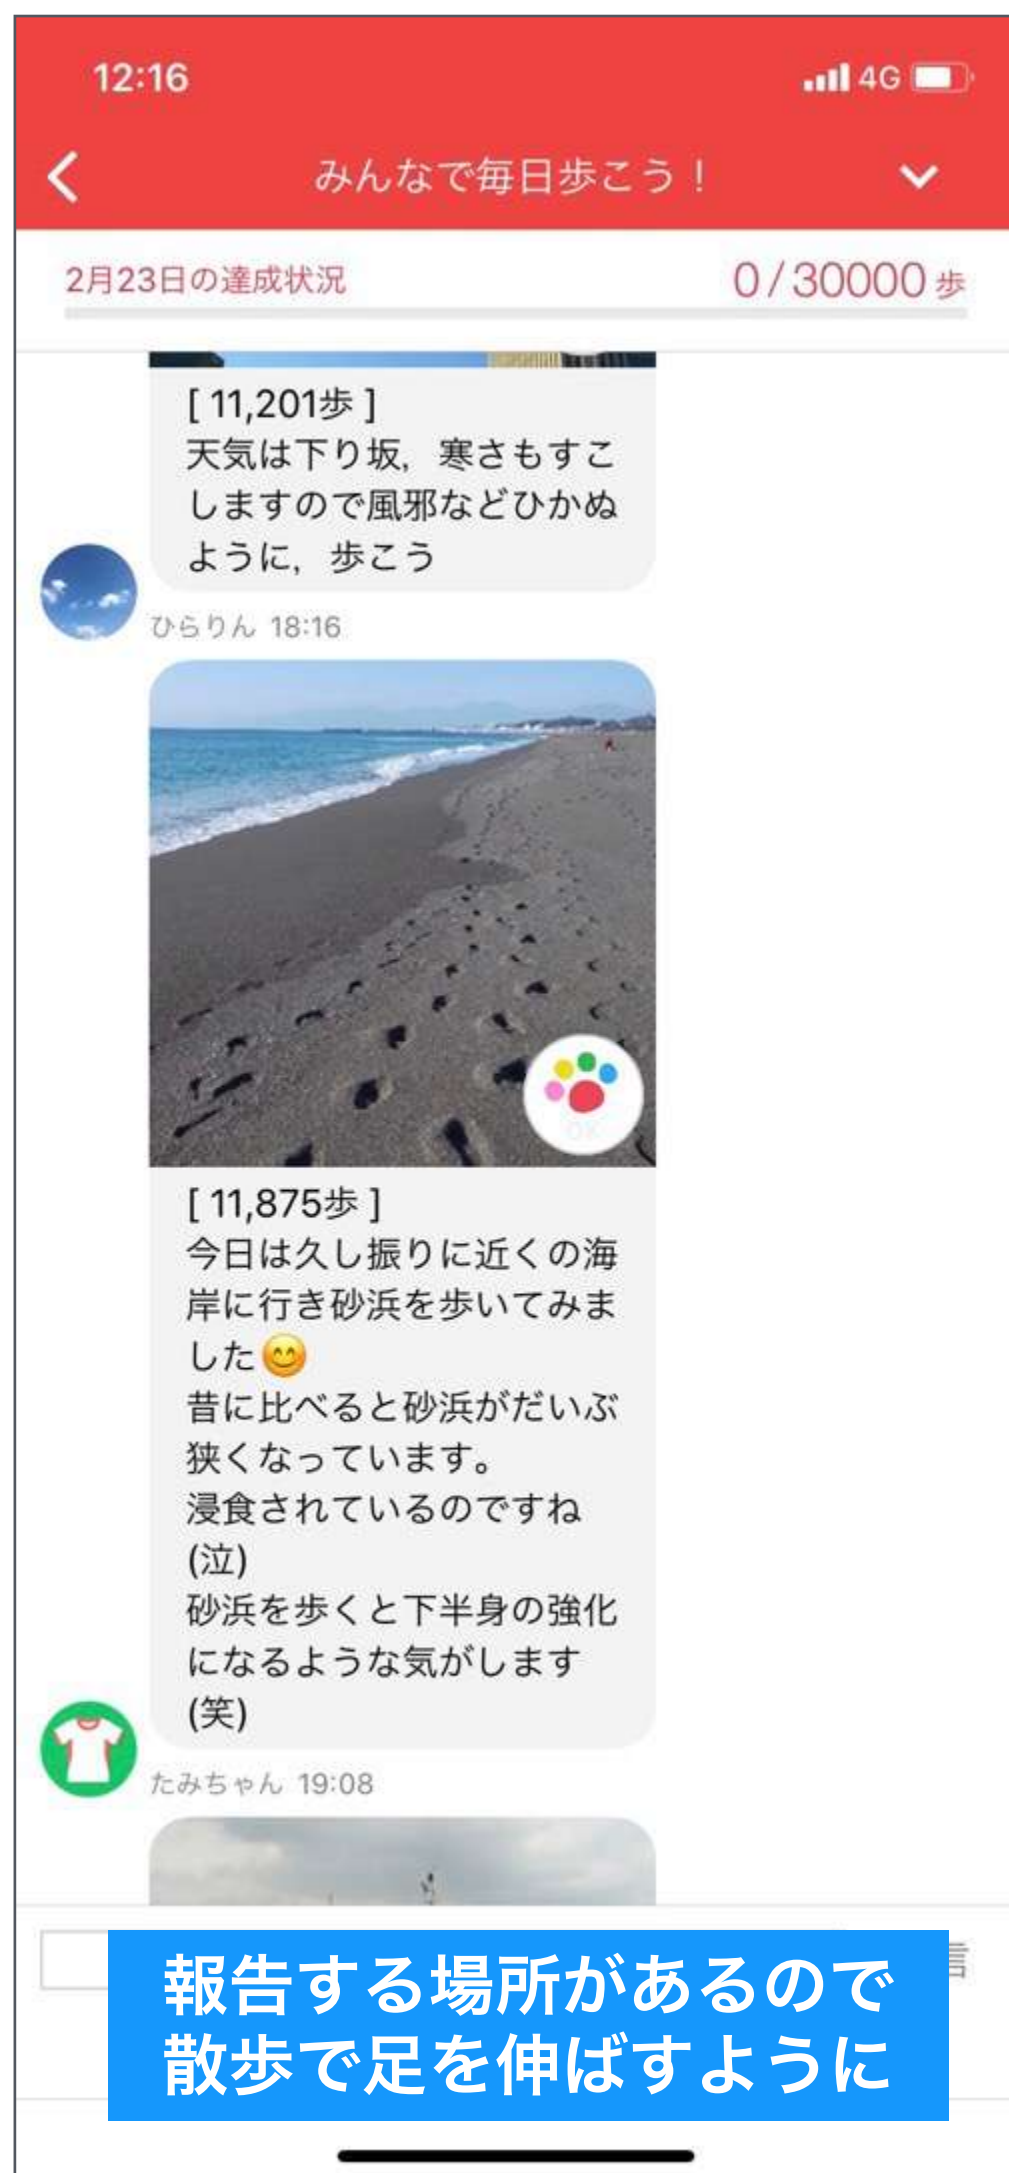 12:16
4G
みんなで毎日歩こう！
2月23日の達成状況
0/30000 歩
[ 11,201歩 ]
天気は下り坂，寒さもすこ
しますので風邪などひかぬ
ように，歩こう
ひらりん 18:16
OK
[ 11,875歩 ]
今日は久し振りに近くの海
岸に行き砂浜を歩いてみま
した😊
昔に比べると砂浜がだいぶ
狭くなっています。
浸食されているのですね
(泣)
砂浜を歩くと下半身の強化
になるような気がします
(笑)
たみちゃん 19:08
報告する場所があるので
散歩で足を伸ばすように